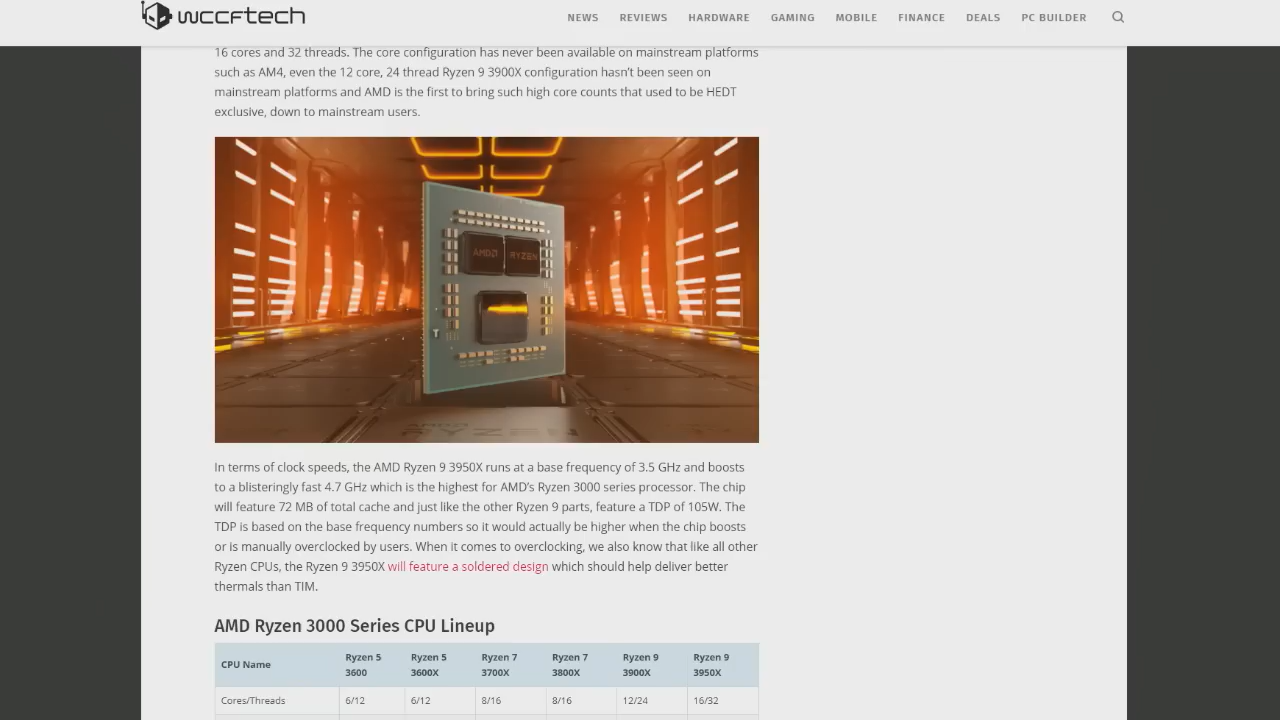 wccftech
NEWS REVIEWS HARDWARE GAMING MOBILE FINANCE DEALS PC BUILDER
16 cores and 32 threads. The core configuration has never been available on mainstream platforms
such as AM4, even the 12 core, 24 thread Ryzen 9 3900X configuration hasn't been seen on
mainstream platforms and AMD is the first to bring such high core counts that used to be HEDT
exclusive, down to mainstream users.
AMD RYZEN
RYZEN
In terms of clock speeds, the AMD Ryzen 9 3950X runs at a base frequency of 3.5 GHz and boosts
to a blisteringly fast 4.7 GHz which is the highest for AMD's Ryzen 3000 series processor. The chip
will feature 72 MB of total cache and just like the other Ryzen 9 parts, feature a TDP of 105W. The
TDP is based on the base frequency numbers so it would actually be higher when the chip boosts
or is manually overclocked by users. When it comes to overclocking, we also know that like all other
Ryzen CPUs, the Ryzen 9 3950X will feature a soldered design which should help deliver better
thermals than TIM.
AMD Ryzen 3000 Series CPU Lineup
CPU Name Ryzen 5 3600 Ryzen 5 3600X Ryzen 7 3700X Ryzen 7 3800X Ryzen 9 3900X Ryzen 9 3950X
Cores/Threads 6/12 6/12 8/16 8/16 12/24 16/32